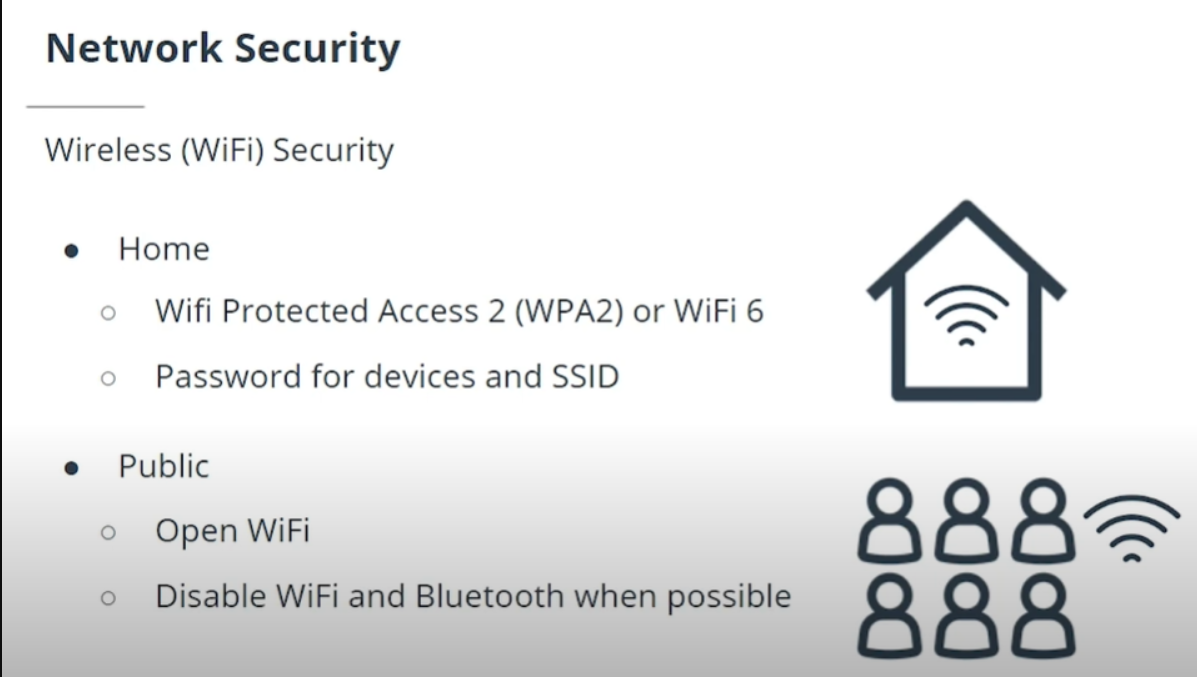 Network Security
Wireless (WiFi) Security
● Home
○ Wifi Protected Access 2 (WPA2) or WiFi 6
○ Password for devices and SSID
● Public
○ Open WiFi
○ Disable WiFi and Bluetooth when possible